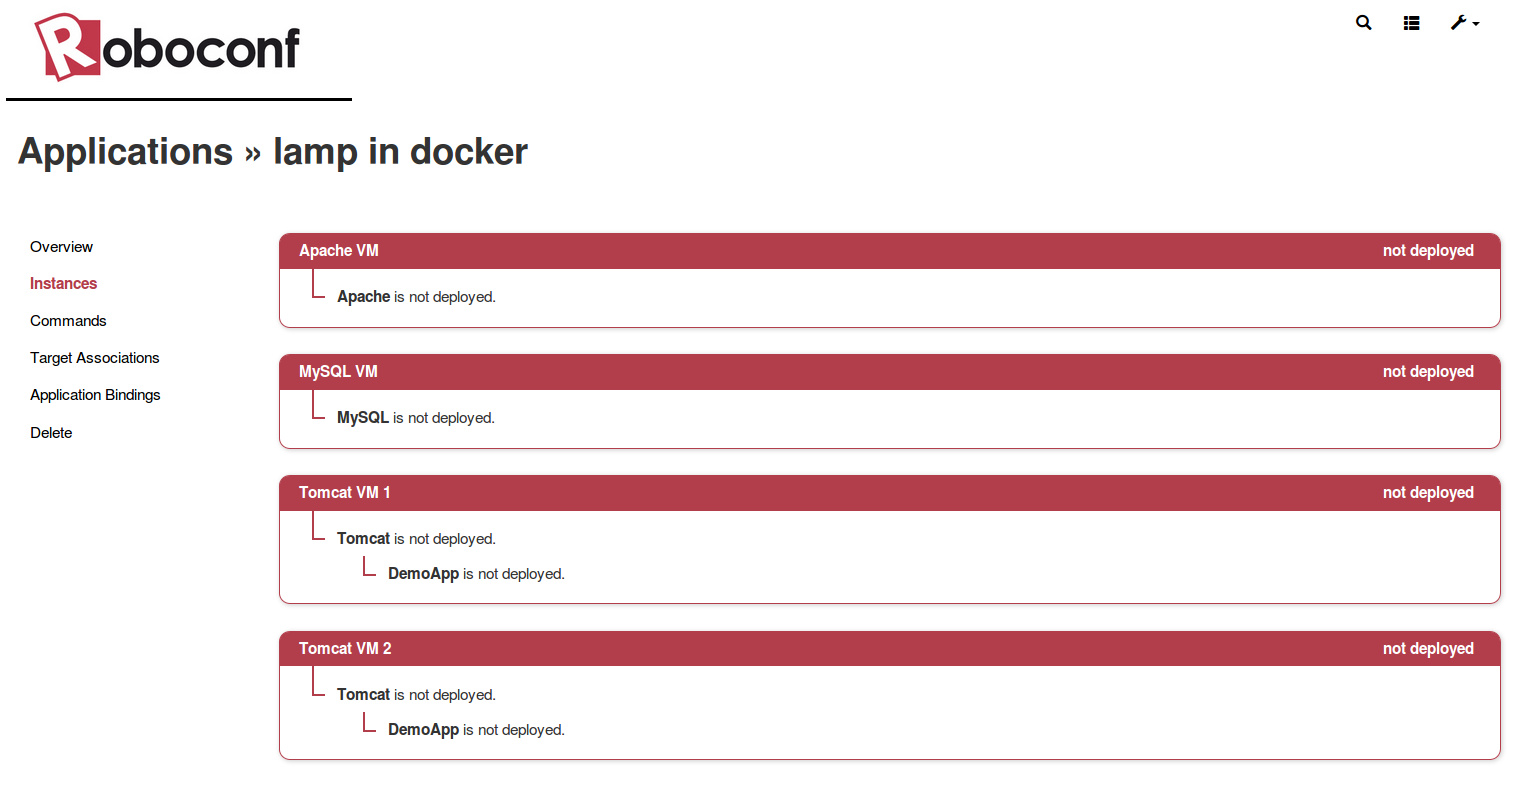 Roboconf
Applications » lamp in docker
Overview
Instances
Commands
Target Associations
Application Bindings
Delete
Apache VM not deployed
Apache is not deployed.
MySQL VM not deployed
MySQL is not deployed.
Tomcat VM 1 not deployed
Tomcat is not deployed.
DemoApp is not deployed.
Tomcat VM 2 not deployed
Tomcat is not deployed.
DemoApp is not deployed.